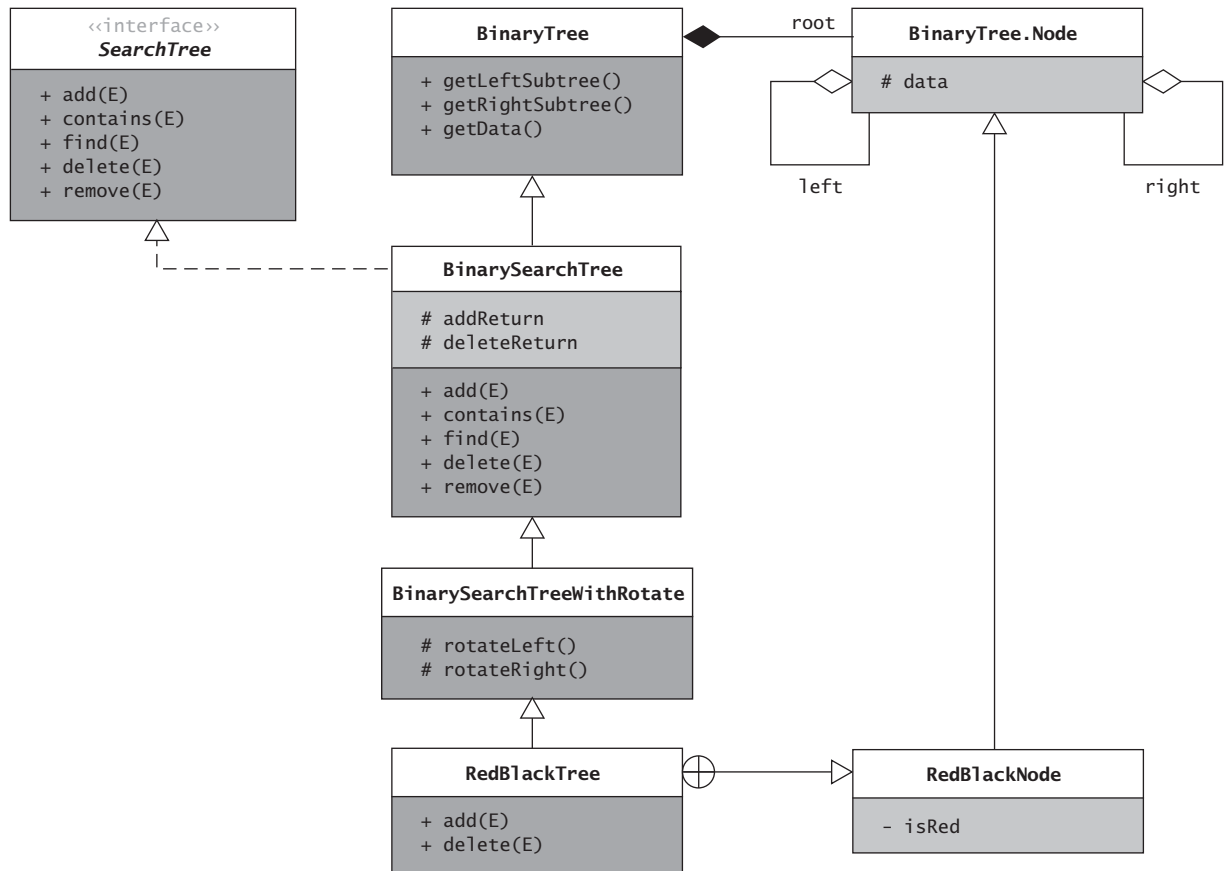 ‹‹interface››
SearchTree
+ add(E)
+ contains(E)
+ find(E)
+ delete(E)
+ remove(E)
BinaryTree
+ getLeftSubtree()
+ getRightSubtree()
+ getData()
root
BinaryTree.Node
# data
left
right
BinarySearchTree
# addReturn
# deleteReturn
+ add(E)
+ contains(E)
+ find(E)
+ delete(E)
+ remove(E)
BinarySearchTreeWithRotate
# rotateLeft()
# rotateRight()
RedBlackTree
+ add(E)
+ delete(E)
RedBlackNode
- isRed